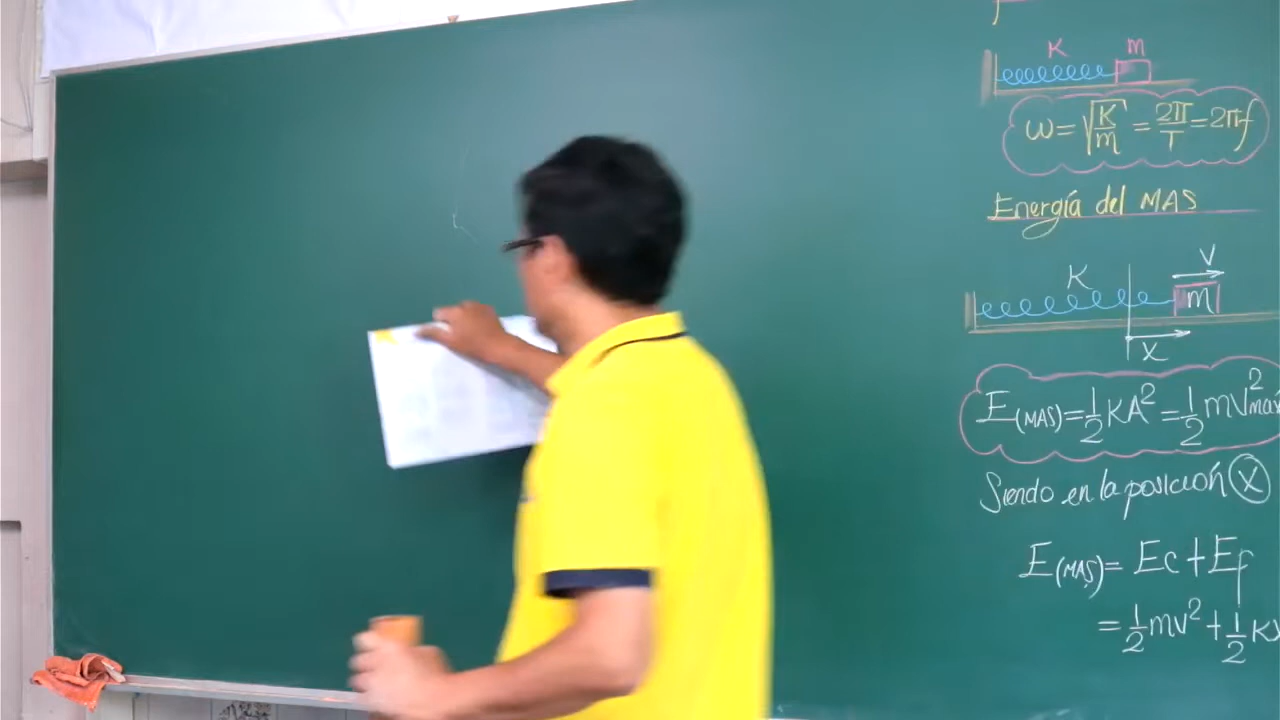 K m
ω=√K/m = 2π/T = 2πf
Energía del MAS
V
K
m
X
E(MAS)=1/2 KA² = 1/2 mV²max
Siendo en la posición X
E(MAS)= Ec + Ep
= 1/2 mv² + 1/2 K